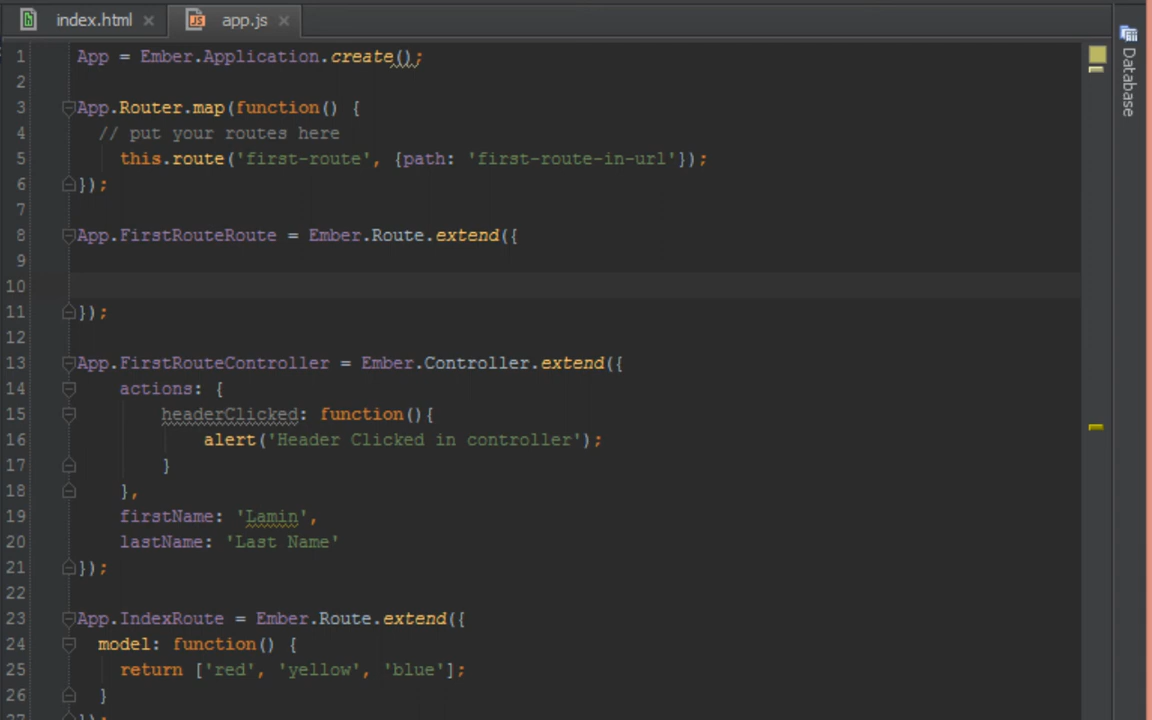 index.html
app.js
1 App = Ember.Application.create();
2
3 App.Router.map(function() {
4 // put your routes here
5 this.route('first-route', {path: 'first-route-in-url'});
6 });
7
8 App.FirstRouteRoute = Ember.Route.extend({
9
10
11 });
12
13 App.FirstRouteController = Ember.Controller.extend({
14 actions: {
15 headerClicked: function(){
16 alert('Header Clicked in controller');
17 }
18 },
19 firstName: 'Lamin',
20 lastName: 'Last Name'
21 });
22
23 App.IndexRoute = Ember.Route.extend({
24 model: function() {
25 return ['red', 'yellow', 'blue'];
26 }
27 });
Database